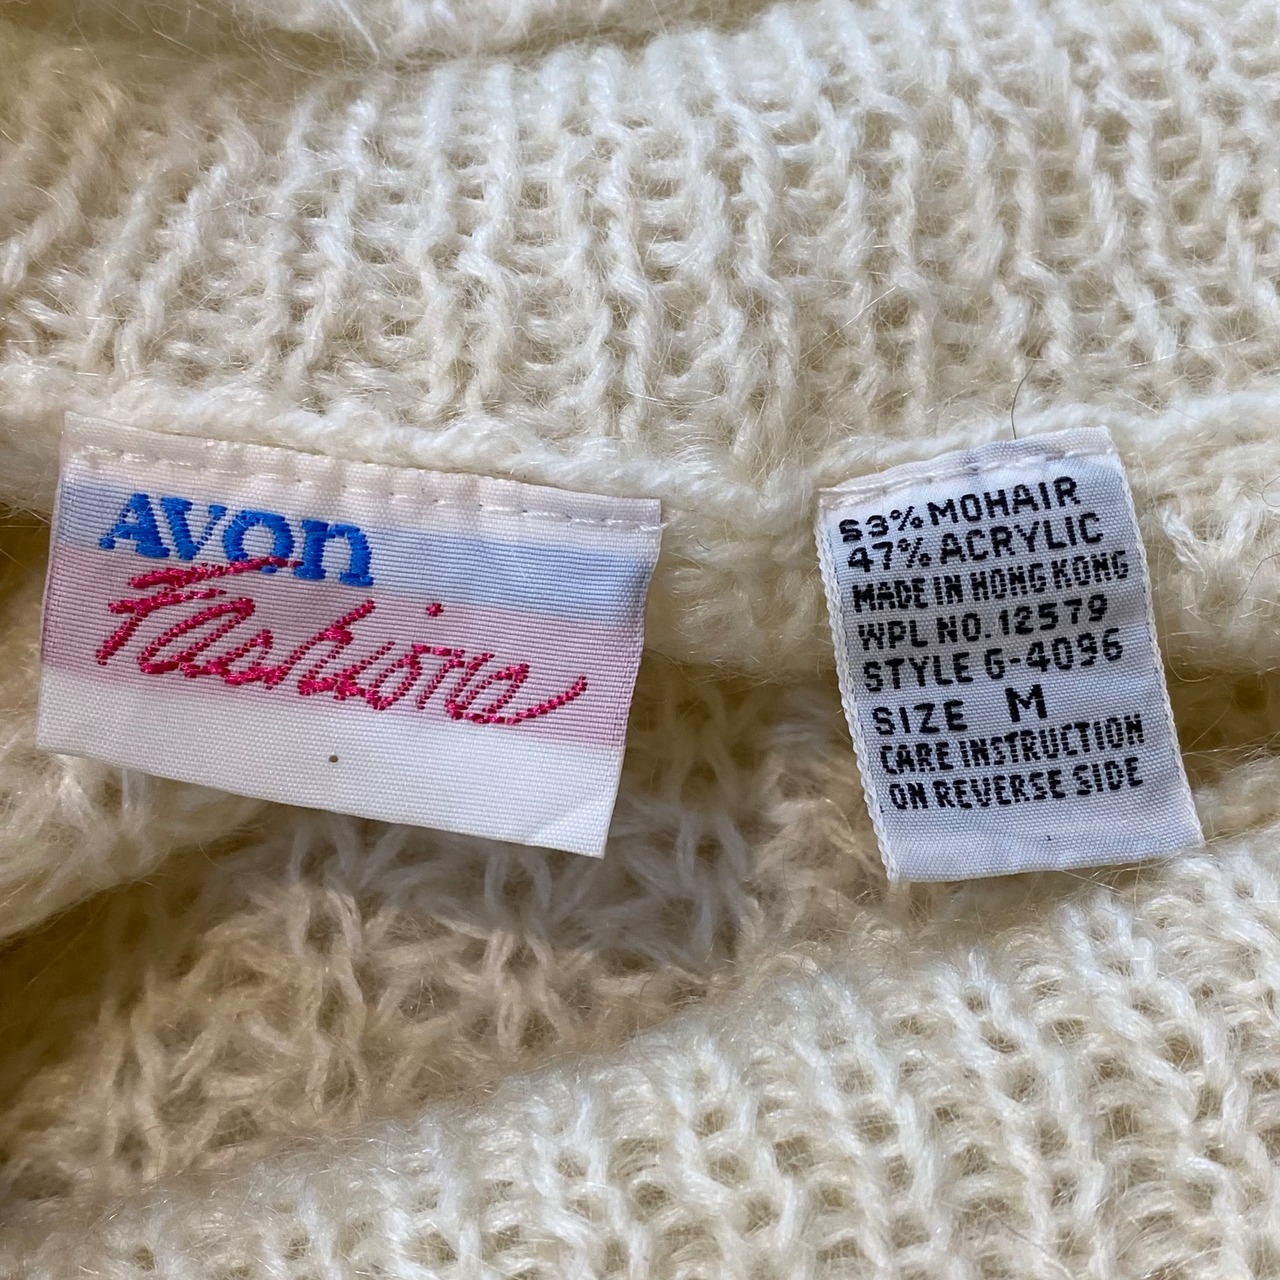 AVON
Fashions
53% MOHAIR
47% ACRYLIC
MADE IN HONG KONG
WPL NO. 12579
STYLE G-4096
SIZE M
CARE INSTRUCTION
ON REVERSE SIDE